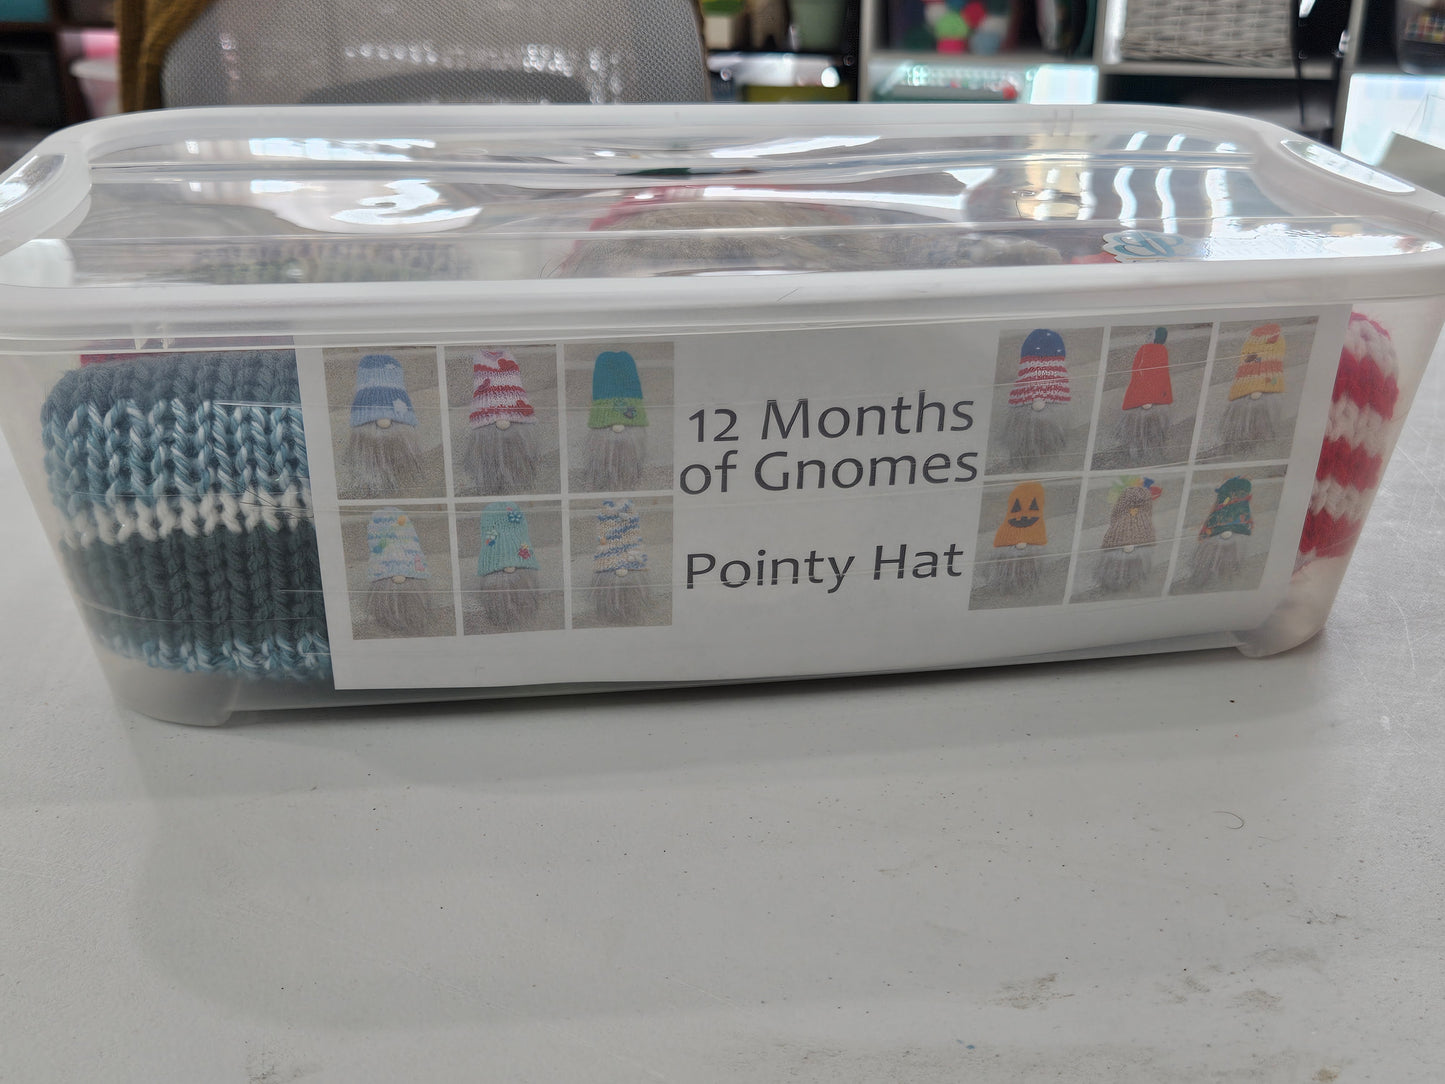 12 Months
of Gnomes
Pointy Hat